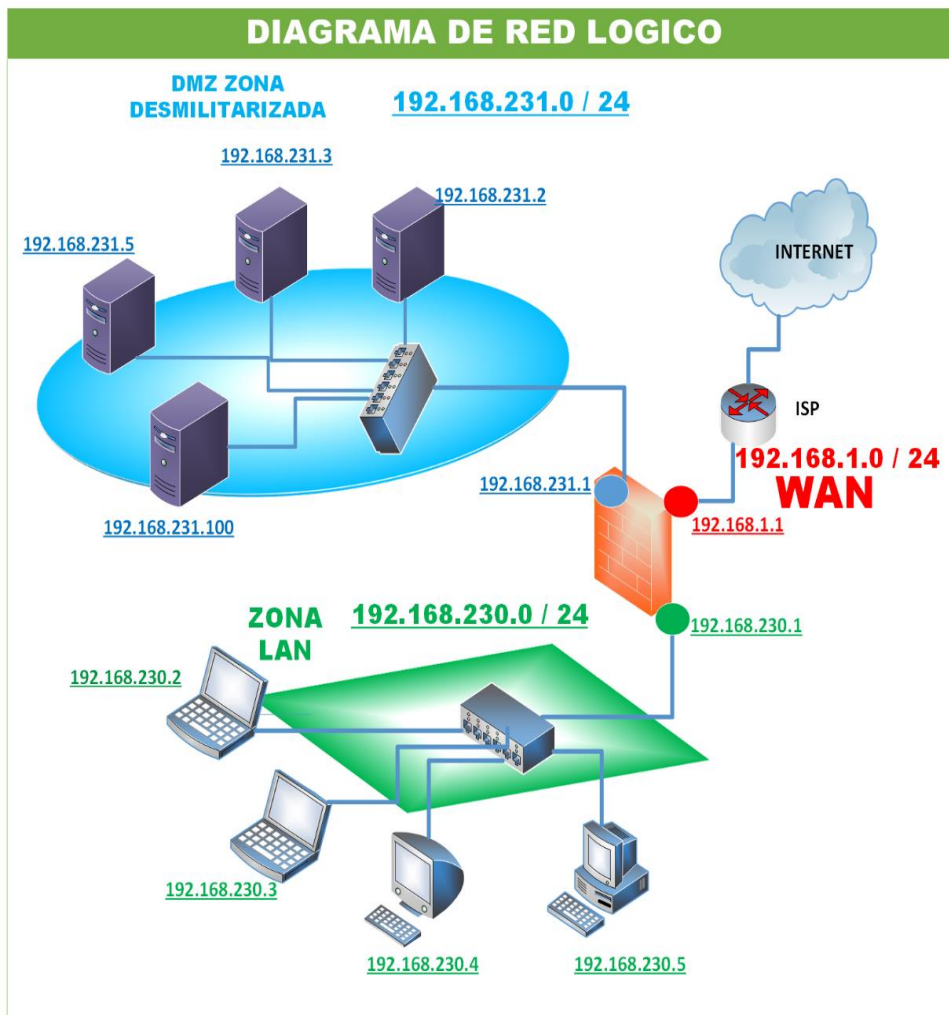 DIAGRAMA DE RED LOGICO
DMZ ZONA
DESMILITARIZADA
192.168.231.0 / 24
192.168.231.3
192.168.231.2
192.168.231.5
INTERNET
ISP
192.168.1.0 / 24
WAN
192.168.231.1
192.168.1.1
192.168.231.100
ZONA
LAN
192.168.230.0 / 24
192.168.230.1
192.168.230.2
192.168.230.3
192.168.230.4
192.168.230.5